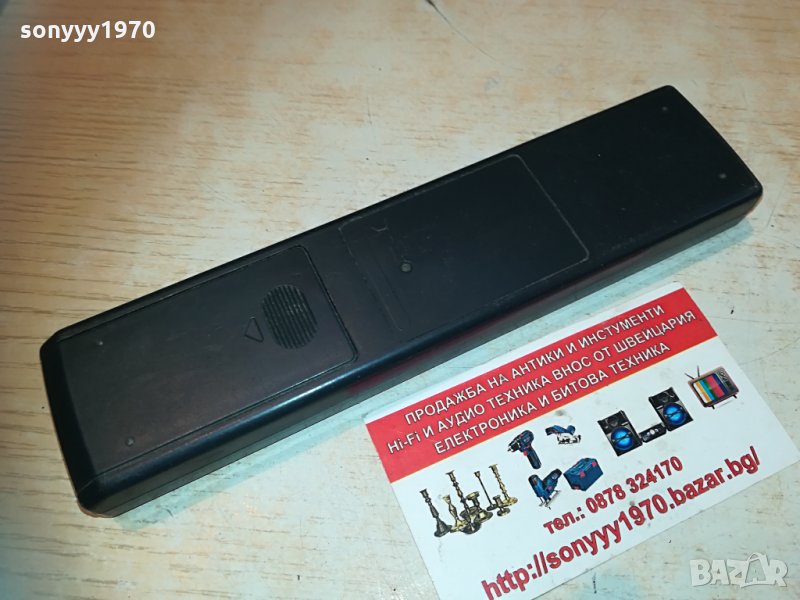 sonyyy1970
ПРОДАЖБА НА АНТИКИ И ИНСТУМЕНТИ
Hi-Fi И АУДИО ТЕХНИКА ВНОС ОТ ШВЕЙЦАРИЯ
ЕЛЕКТРОНИКА И БИТОВА ТЕХНИКА
тел.: 0878 324170
http://sonyyy1970.bazar.bg/
BAZAR